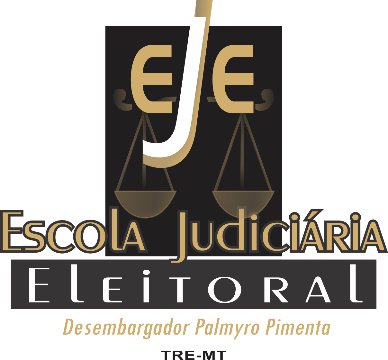 EJE
Escola Judiciária
Eleitoral
Desembargador Palmyro Pimenta
TRE-MT